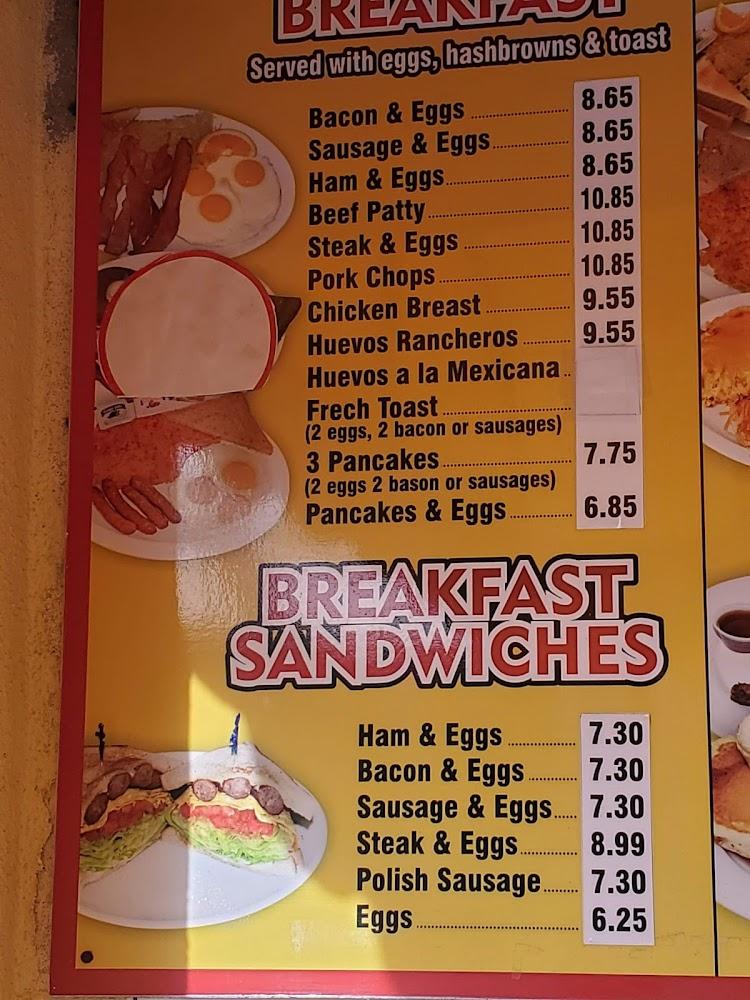 BREAKFAST
Served with eggs, hashbrowns & toast
Bacon & Eggs 8.65
Sausage & Eggs 8.65
Ham & Eggs 8.65
Beef Patty 10.85
Steak & Eggs 10.85
Pork Chops 10.85
Chicken Breast 9.55
Huevos Rancheros 9.55
Huevos a la Mexicana
Frech Toast
(2 eggs, 2 bacon or sausages)
3 Pancakes 7.75
(2 eggs 2 bason or sausages)
Pancakes & Eggs 6.85
BREAKFAST
SANDWICHES
Ham & Eggs 7.30
Bacon & Eggs 7.30
Sausage & Eggs 7.30
Steak & Eggs 8.99
Polish Sausage 7.30
Eggs 6.25